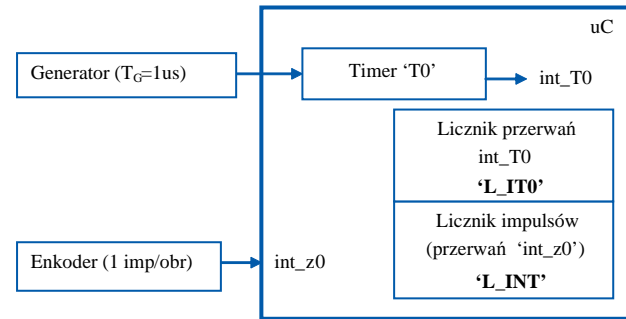 uC
Generator (TG=1us)
Timer ‘T0’
int_T0
Licznik przerwań
int_T0
‘L_IT0’
Licznik impulsów
(przerwań ‘int_z0’)
‘L_INT’
Enkoder (1 imp/obr)
int_z0